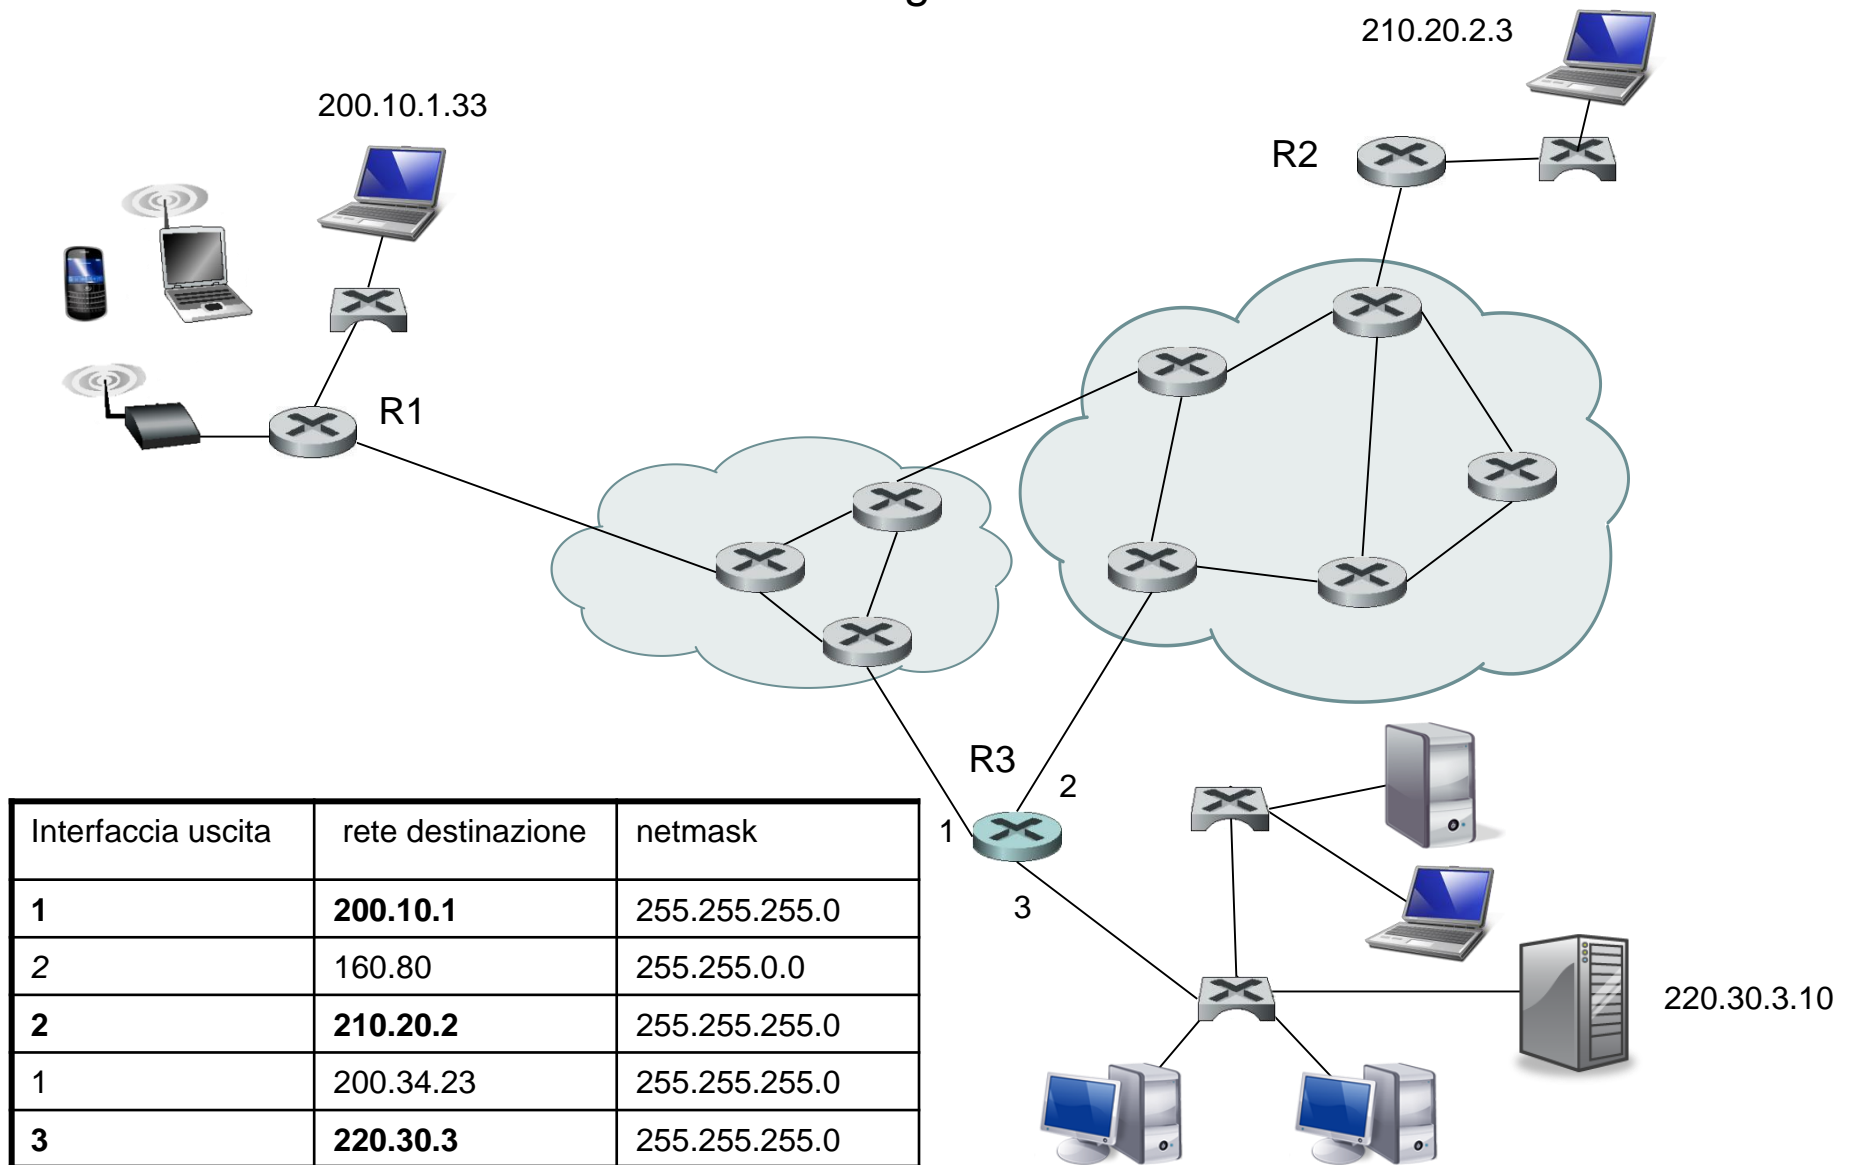 210.20.2.3
200.10.1.33
R2
R1
R3
2
1
3
220.30.3.10
Interfaccia uscita rete destinazione netmask
1 200.10.1 255.255.255.0
2 160.80 255.255.0.0
2 210.20.2 255.255.255.0
1 200.34.23 255.255.255.0
3 220.30.3 255.255.255.0